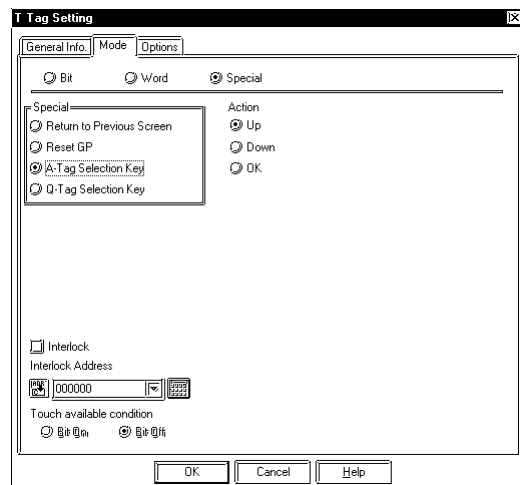 T Tag Setting
General Info. Mode Options
Bit Word Special
Special Action
Return to Previous Screen Up
Reset GP Down
A-Tag Selection Key OK
Q-Tag Selection Key
Interlock
Interlock Address
000000
Touch available condition
Bit On Bit Off
OK Cancel Help